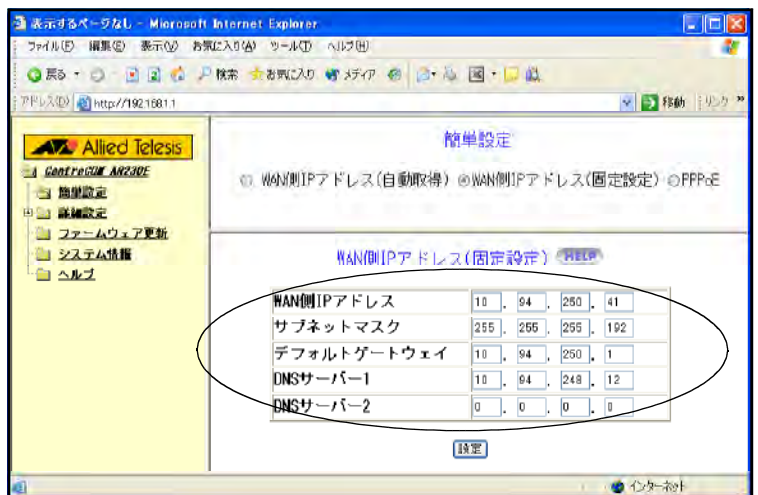 表示するページなし - Microsoft Internet Explorer
ファイル(F) 編集(E) 表示(V) お気に入り(A) ツール(T) ヘルプ(H)
戻る 検索 お気に入り メディア
アドレス(D) http://192.168.1.1 移動 リンク »
Allied Telesis
CentreCOM AR230E
簡単設定
詳細設定
ファームウェア更新
システム情報
ヘルプ
簡単設定
WAN側IPアドレス(自動取得) WAN側IPアドレス(固定設定) PPPoE
WAN側IPアドレス(固定設定) HELP
WAN側IPアドレス 10 . 94 . 250 . 41
サブネットマスク 255 . 255 . 255 . 192
デフォルトゲートウェイ 10 . 94 . 250 . 1
DNSサーバー1 10 . 94 . 248 . 12
DNSサーバー2 0 . 0 . 0 . 0
設定
インターネット